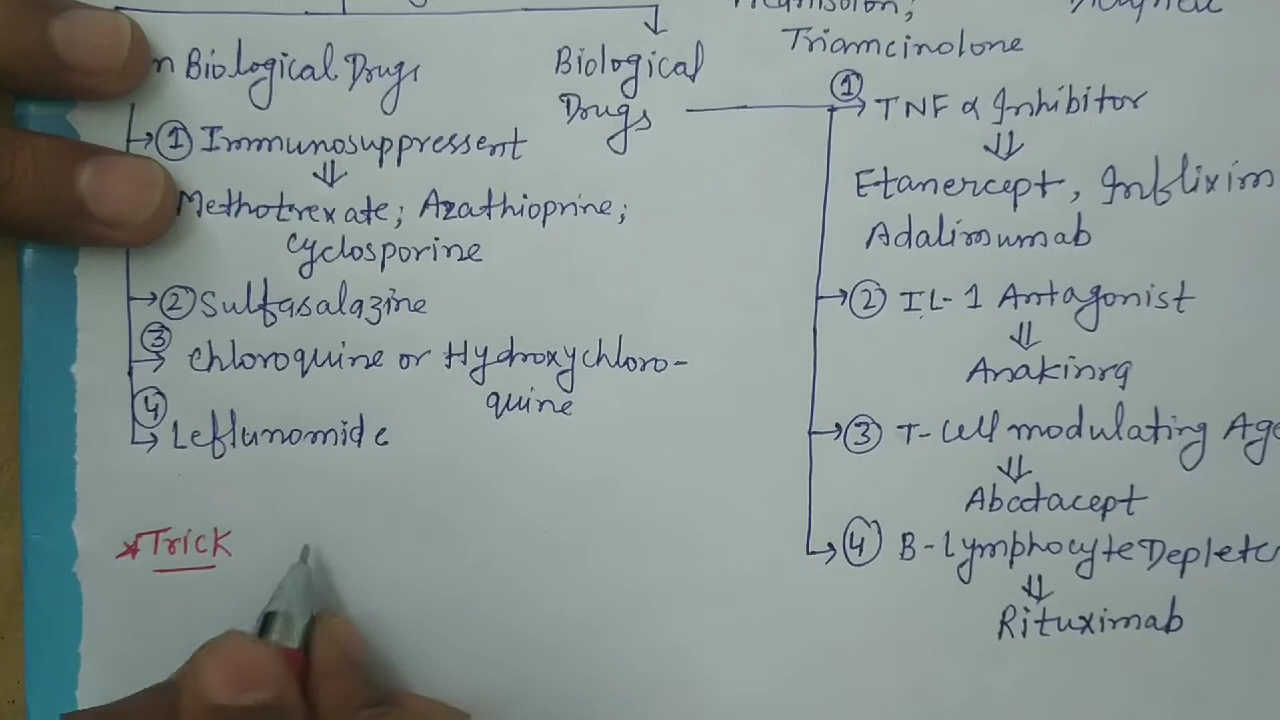 Triamcinolone
n Biological Drugs
Biological
Drugs
① Immunosuppressent
Methotrexate; Azathioprine;
Cyclosporine
② Sulfasalazine
③ Chloroquine or Hydroxychloro-
quine
④ Leflunomide
* Trick
① TNF α Inhibitor
Etanercept, Inflixim
Adalimumab
② IL-1 Antagonist
Anakinra
③ T-Cell modulating Age
Abatacept
④ B-Lymphocyte Depleter
Rituximab